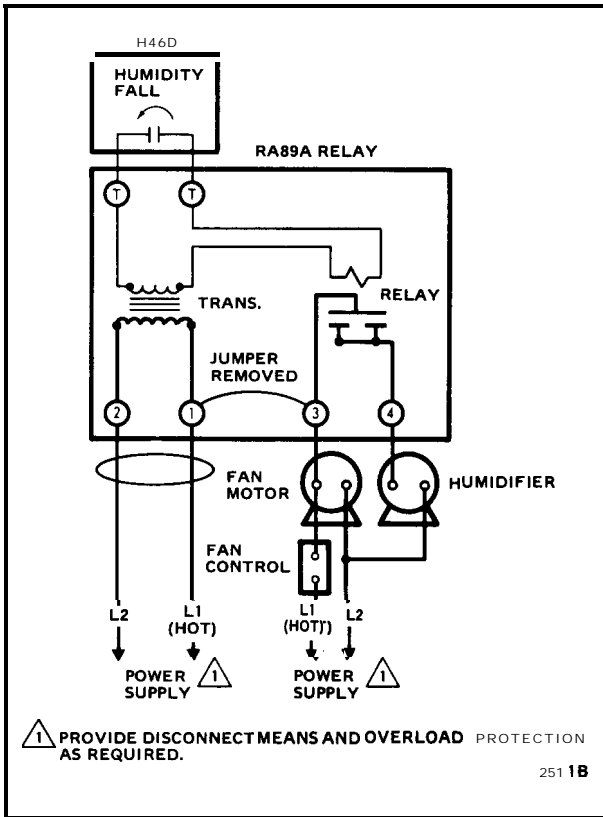 H46D
HUMIDITY
FALL
RA89A RELAY
T T
TRANS.
RELAY
JUMPER
REMOVED
2 1 3 4
FAN
MOTOR
HUMIDIFIER
FAN
CONTROL
L2
L1
(HOT)
L1
(HOT)
L2
POWER
SUPPLY
1
POWER
SUPPLY
1
1 PROVIDE DISCONNECT MEANS AND OVERLOAD PROTECTION
AS REQUIRED.
2511B